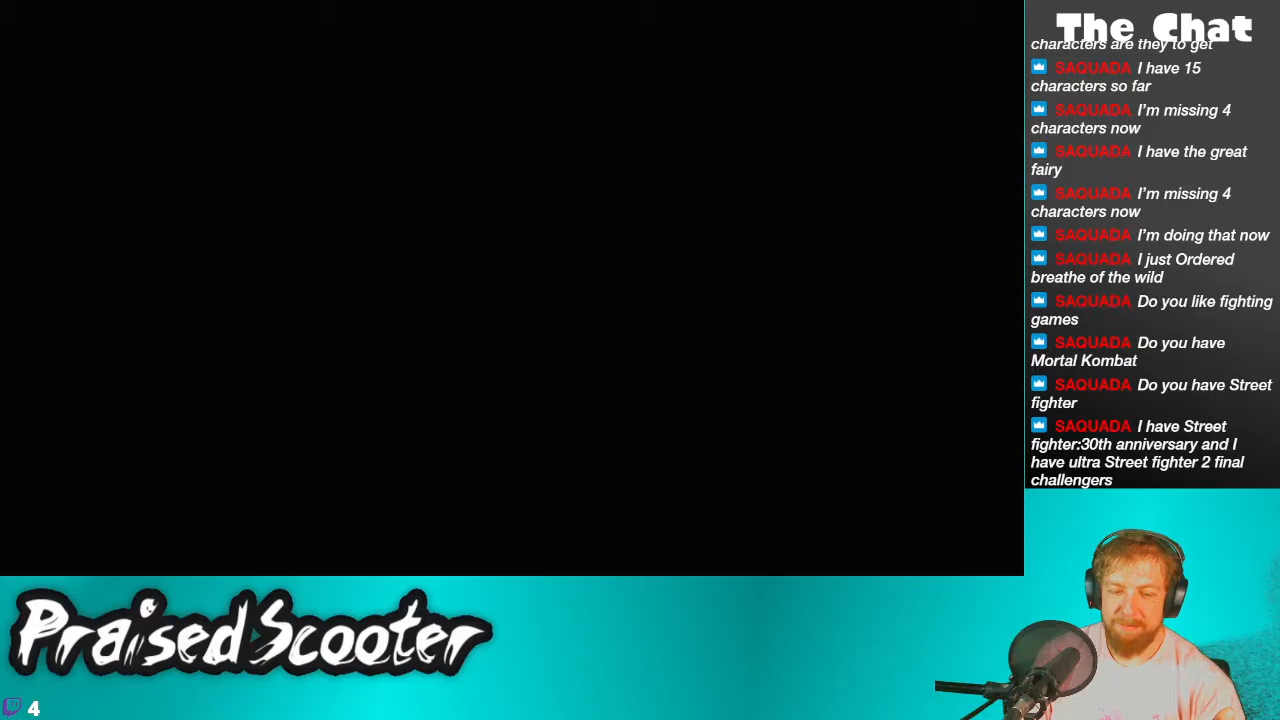 The Chat
characters are they to get
SAQUADA I have 15
characters so far
SAQUADA I'm missing 4
characters now
SAQUADA I have the great
fairy
SAQUADA I'm missing 4
characters now
SAQUADA I'm doing that now
SAQUADA I just Ordered
breathe of the wild
SAQUADA Do you like fighting
games
SAQUADA Do you have
Mortal Kombat
SAQUADA Do you have Street
fighter
SAQUADA I have Street
fighter:30th anniversary and I
have ultra Street fighter 2 final
challengers
PraisedScooter
4